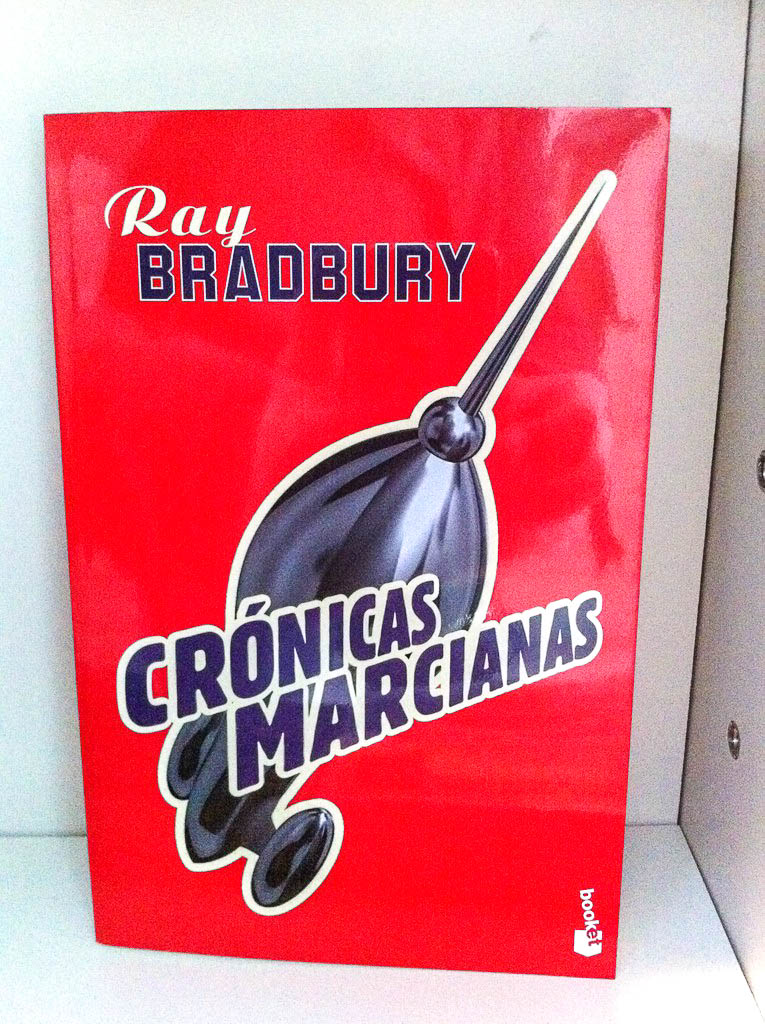 Ray
BRADBURY
CRÓNICAS
MARCIANAS
booket